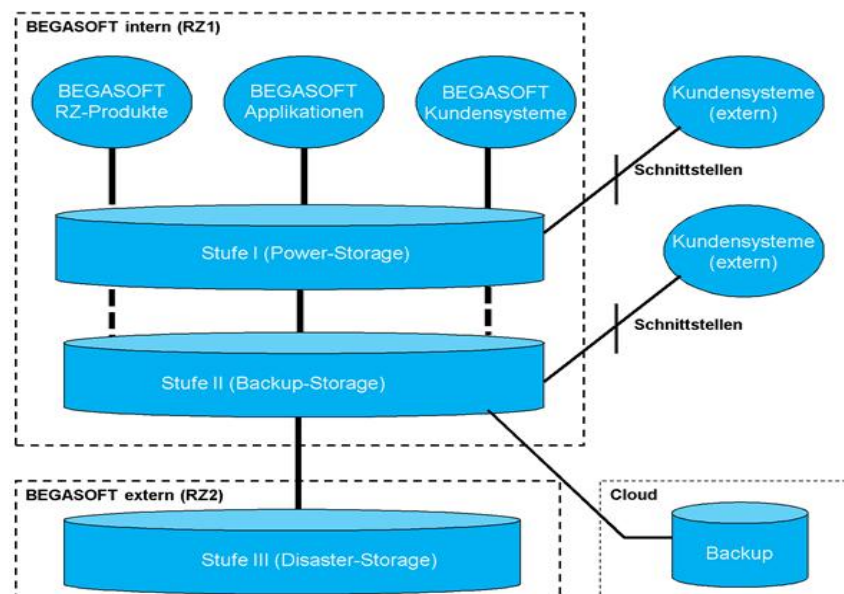 BEGASOFT intern (RZ1)
BEGASOFT
RZ-Produkte
BEGASOFT
Applikationen
BEGASOFT
Kundensysteme
Kundensysteme
(extern)
Schnittstellen
Stufe I (Power-Storage)
Kundensysteme
(extern)
Schnittstellen
Stufe II (Backup-Storage)
BEGASOFT extern (RZ2)
Stufe III (Disaster-Storage)
Cloud
Backup